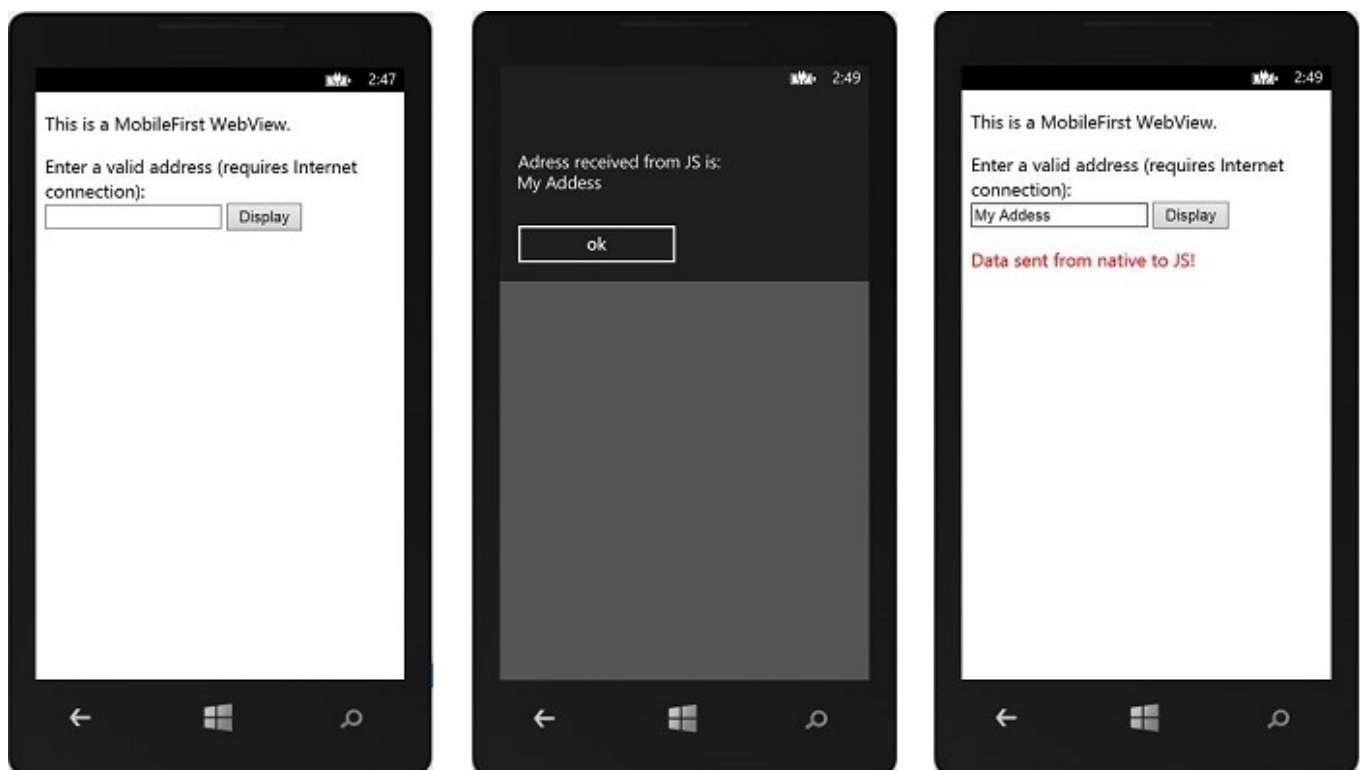 2:47
This is a MobileFirst WebView.
Enter a valid address (requires Internet
connection):
Display
2:49
Adress received from JS is:
My Addess
ok
2:49
This is a MobileFirst WebView.
Enter a valid address (requires Internet
connection):
My Addess Display
Data sent from native to JS!